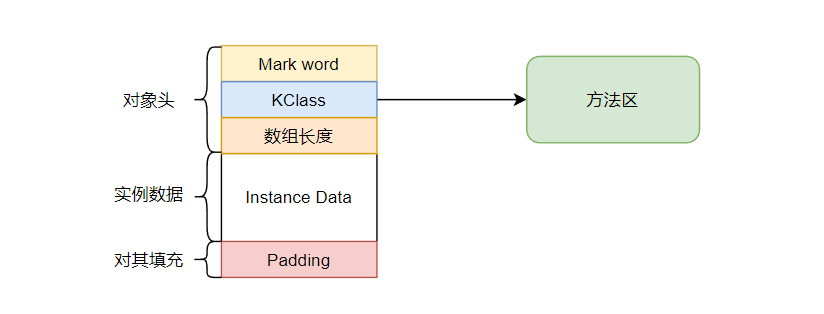 Mark word
对象头
KClass
方法区
数组长度
实例数据
Instance Data
对其填充
Padding